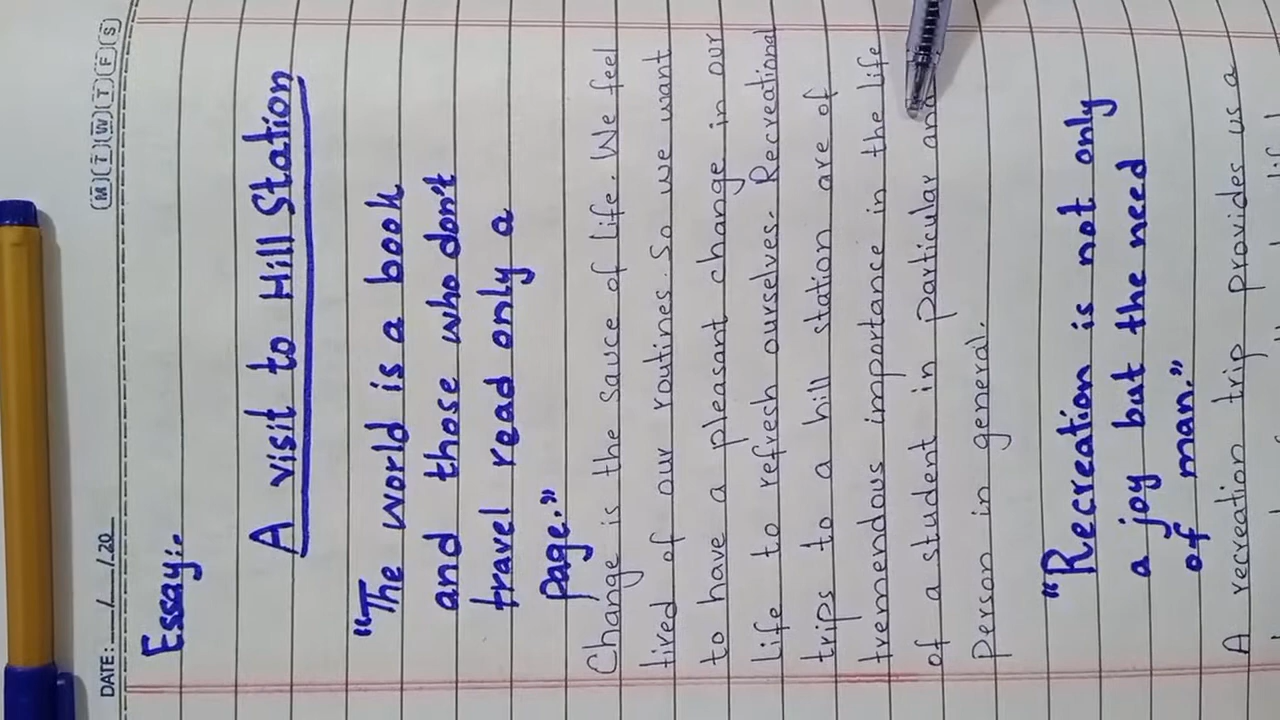 DATE: __/__/20__
M T W T F S
Essay:-
A visit to Hill Station
"The world is a book
and those who don't
travel read only a
page."
Change is the sauce of life. We feel
tired of our routines. So we want
to have a pleasant change in our
life to refresh ourselves. Recreational
trips to a hill station are of
tremendous importance in the life
of a student in particular and
Person in general.
"Recreation is not only
a joy but the need
of man."
A recreation trip provides us a